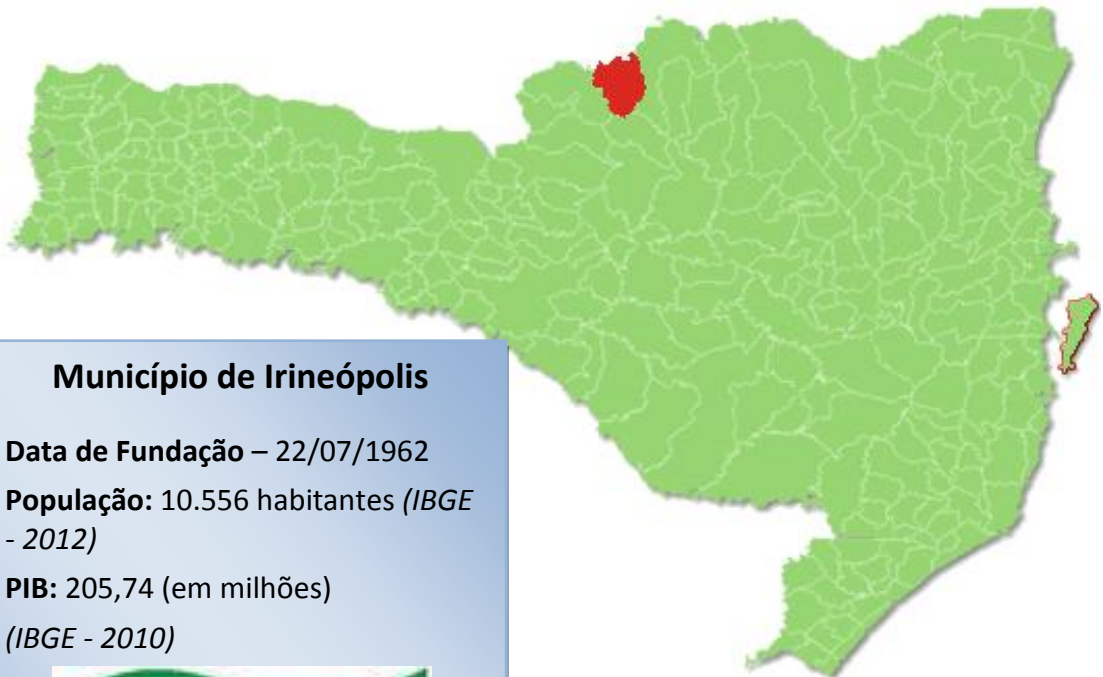 Município de Irineópolis
Data de Fundação – 22/07/1962
População: 10.556 habitantes (IBGE
- 2012)
PIB: 205,74 (em milhões)
(IBGE - 2010)